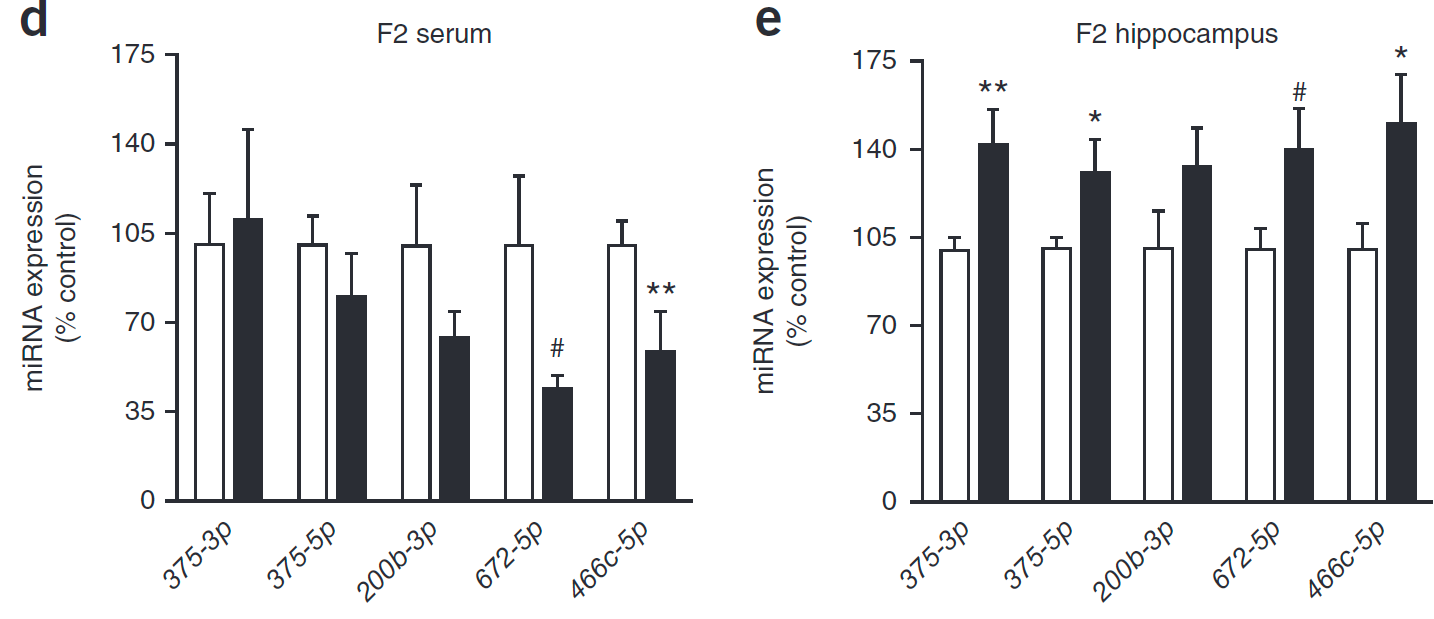 d
F2 serum
miRNA expression
(% control)
175
140
105
70
35
0
#
**
375-3p
375-5p
200b-3p
672-5p
466c-5p
e
F2 hippocampus
miRNA expression
(% control)
175
140
105
70
35
0
**
*
#
*
375-3p
375-5p
200b-3p
672-5p
466c-5p